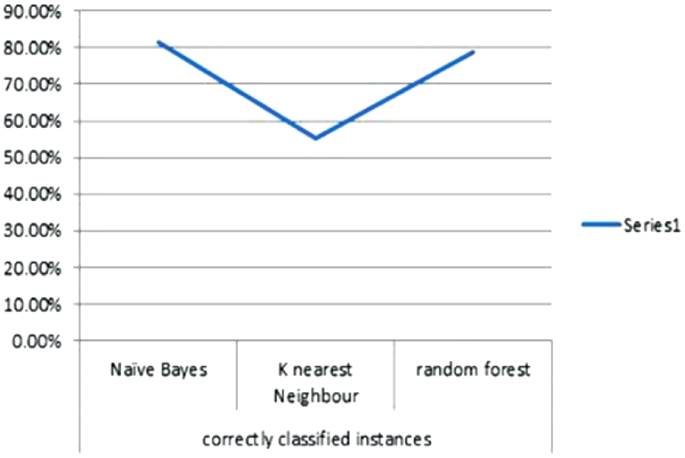 90.00%
80.00%
70.00%
60.00%
50.00%
40.00%
30.00%
20.00%
10.00%
0.00%
Series1
Naïve Bayes
K nearest
Neighbour
random forest
correctly classified instances